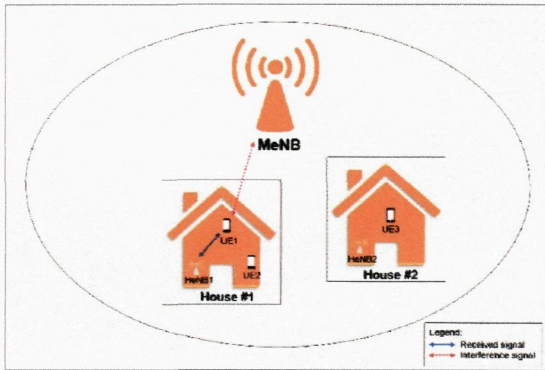 MeNB
UE1
UE2
HeNB1
House #1
UE3
HeNB2
House #2
Legend:
Received signal
Interference signal